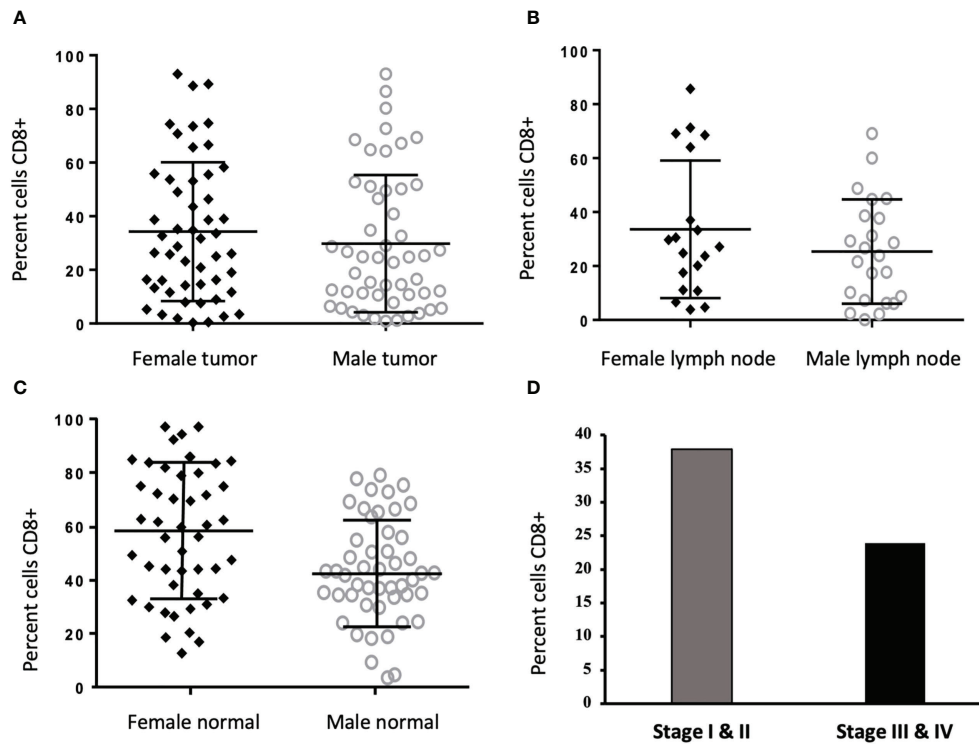 A
Percent cells CD8+
100
80
60
40
20
0
Female tumor Male tumor
B
Percent cells CD8+
100
80
60
40
20
0
Female lymph node Male lymph node
C
Percent cells CD8+
100
80
60
40
20
0
Female normal Male normal
D
Percent cells CD8+
40
35
30
25
20
15
10
5
0
Stage I & II Stage III & IV